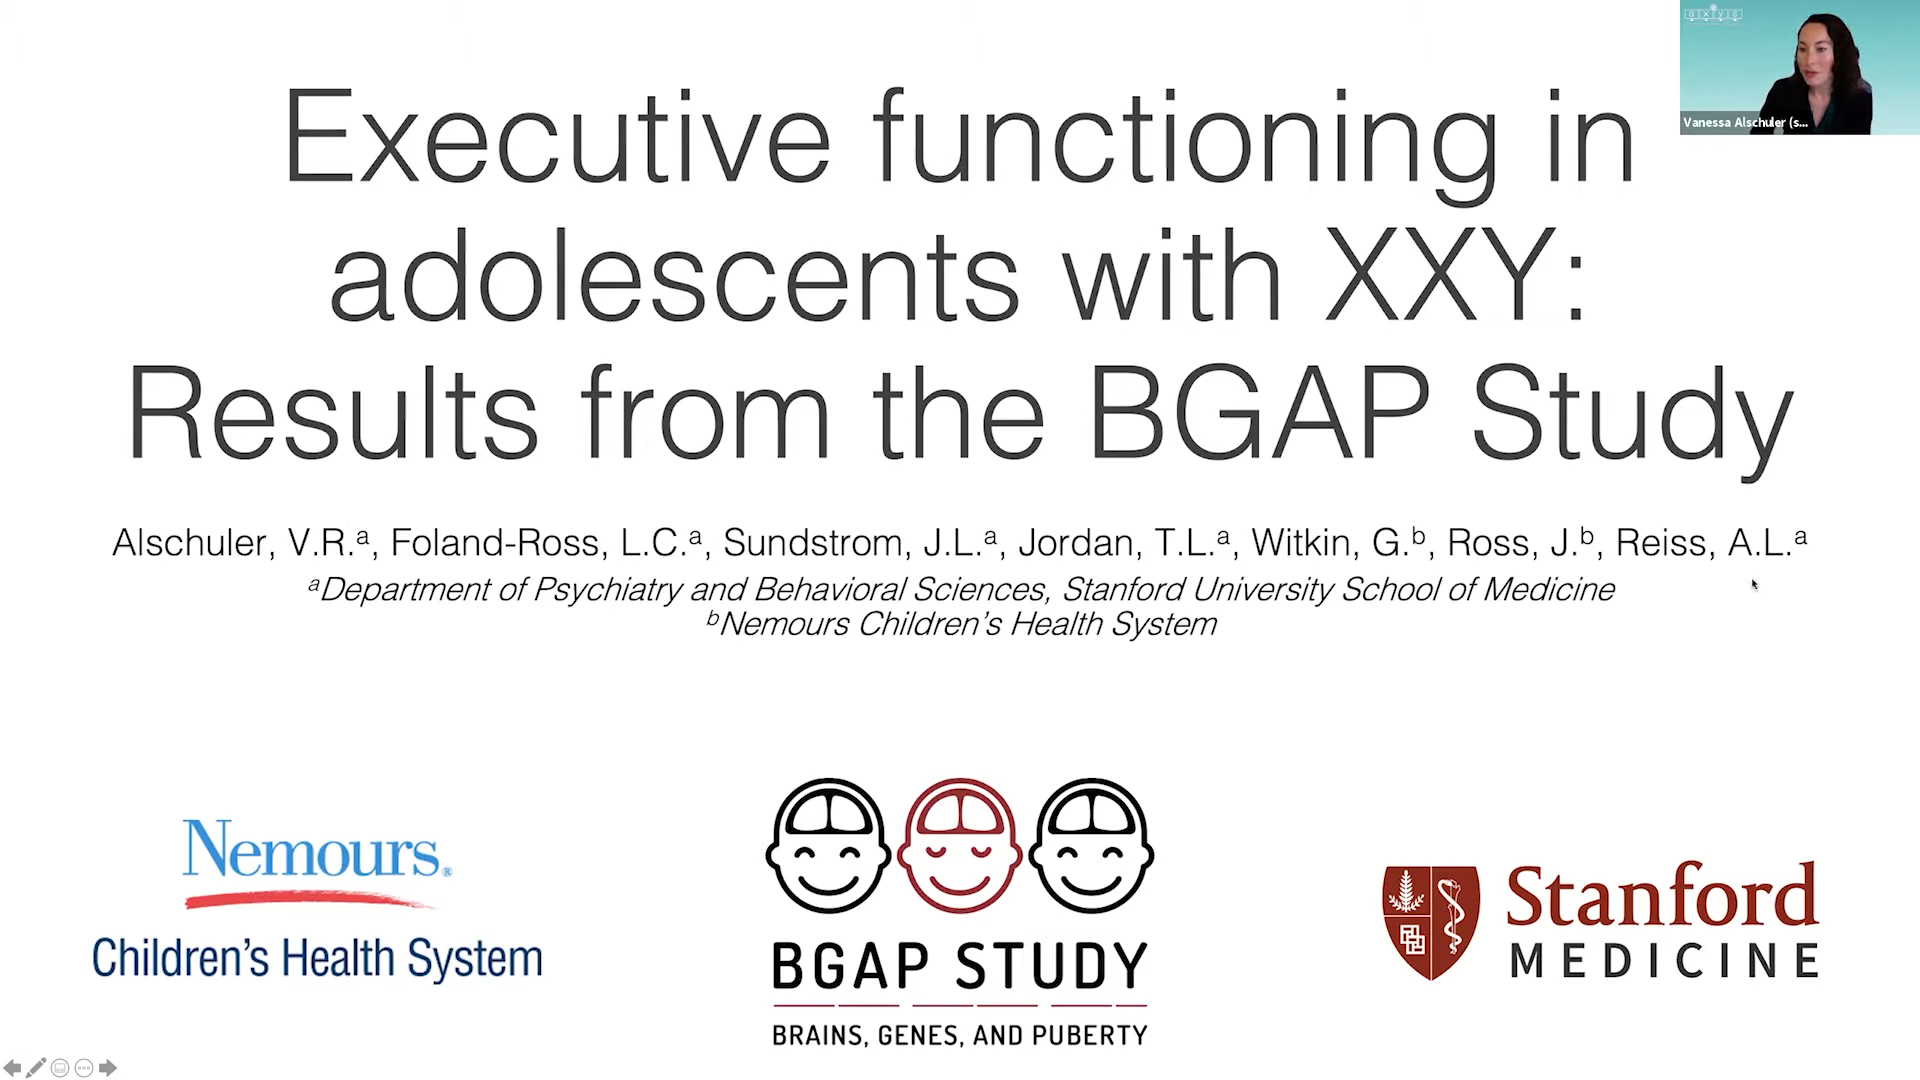 axys
Vanessa Alschuler (s...
Executive functioning in
adolescents with XXY:
Results from the BGAP Study
Alschuler, V.R.ᵃ, Foland-Ross, L.C.ᵃ, Sundstrom, J.L.ᵃ, Jordan, T.L.ᵃ, Witkin, G.ᵇ, Ross, J.ᵇ, Reiss, A.L.ᵃ
ᵃDepartment of Psychiatry and Behavioral Sciences, Stanford University School of Medicine
ᵇNemours Children’s Health System
Nemours®
Children’s Health System
BGAP STUDY
BRAINS, GENES, AND PUBERTY
Stanford
MEDICINE